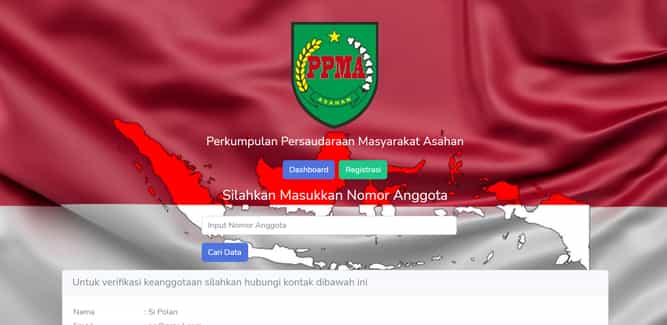 PPMA
ASAHAN
Perkumpulan Persaudaraan Masyarakat Asahan
Dashboard Registrasi
Silahkan Masukkan Nomor Anggota
Input Nomor Anggota
Cari Data
Untuk verifikasi keanggotaan silahkan hubungi kontak dibawah ini
Nama : Si Polan